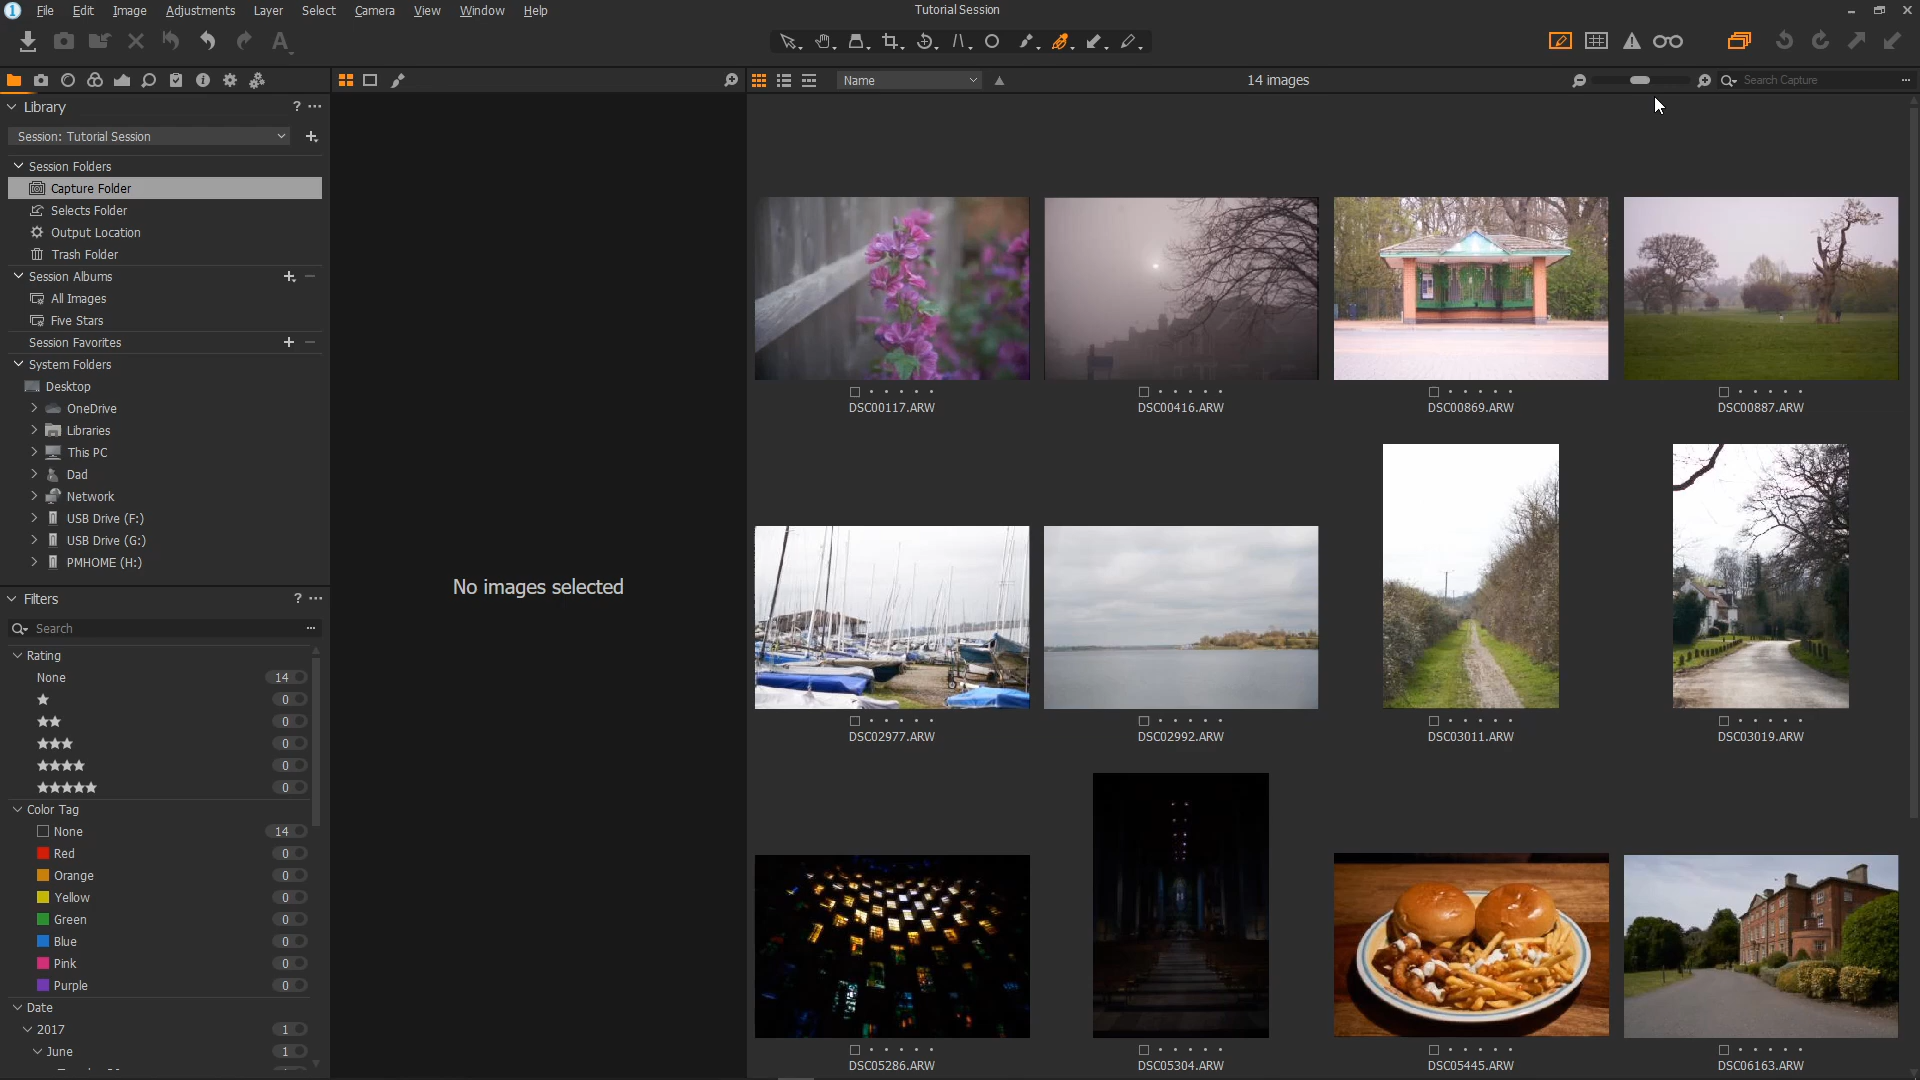 File Edit Image Adjustments Layer Select Camera View Window Help
Tutorial Session
Name
14 images
Search Capture
Library
Session: Tutorial Session
Session Folders
Capture Folder
Selects Folder
Output Location
Trash Folder
Session Albums
All Images
Five Stars
Session Favorites
System Folders
Desktop
OneDrive
Libraries
This PC
Dad
Network
USB Drive (F:)
USB Drive (G:)
PMHOME (H:)
Filters
Search
Rating
None 14
0
0
0
0
0
Color Tag
None 14
Red 0
Orange 0
Yellow 0
Green 0
Blue 0
Pink 0
Purple 0
Date
2017 1
June 1
No images selected
DSC00117.ARW DSC00416.ARW DSC00869.ARW DSC00887.ARW
DSC02977.ARW DSC02992.ARW DSC03011.ARW DSC03019.ARW
DSC05286.ARW DSC05304.ARW DSC05445.ARW DSC06163.ARW